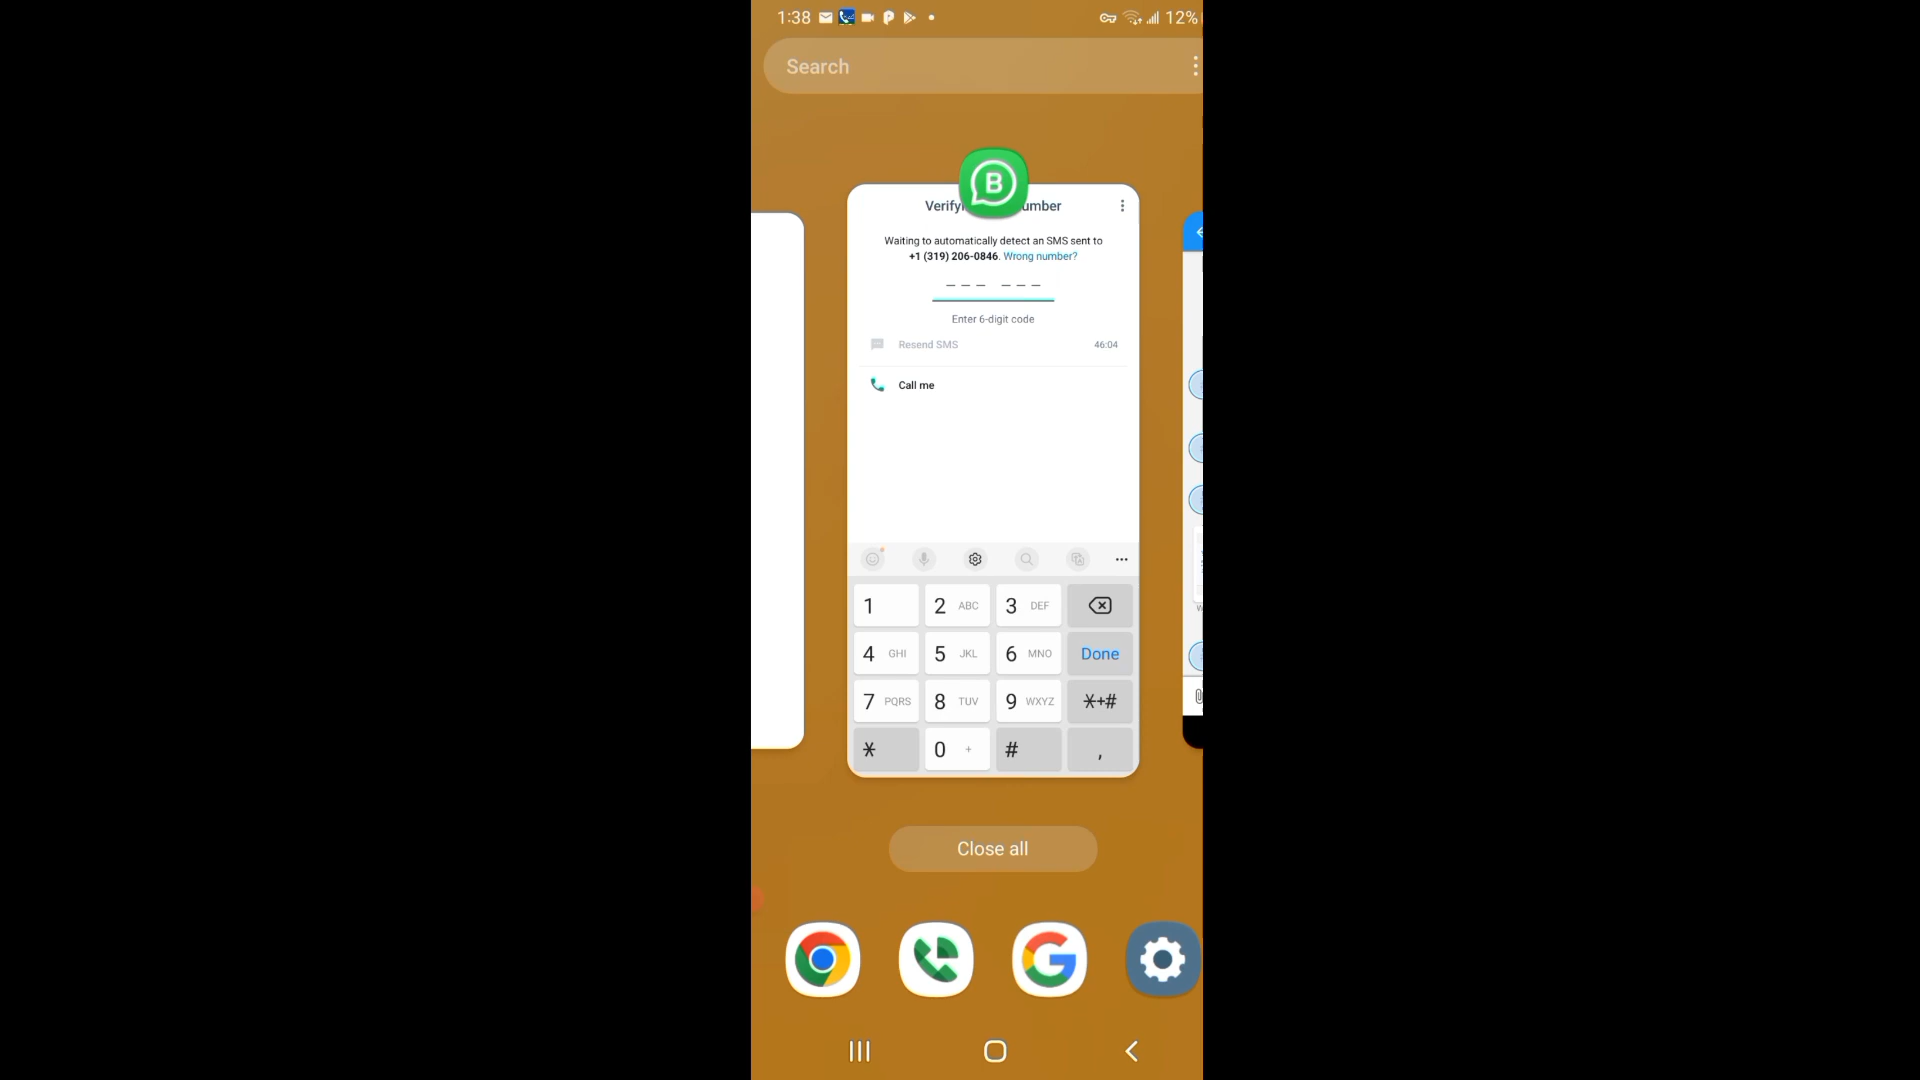 1:38
12%
Search
B
Verifyi
umber
Waiting to automatically detect an SMS sent to
+1 (319) 206-0846. Wrong number?
Enter 6-digit code
Resend SMS 46:04
Call me
1 2 ABC 3 DEF
4 GHI 5 JKL 6 MNO Done
7 PQRS 8 TUV 9 WXYZ *+#
* 0 + # ,
Close all